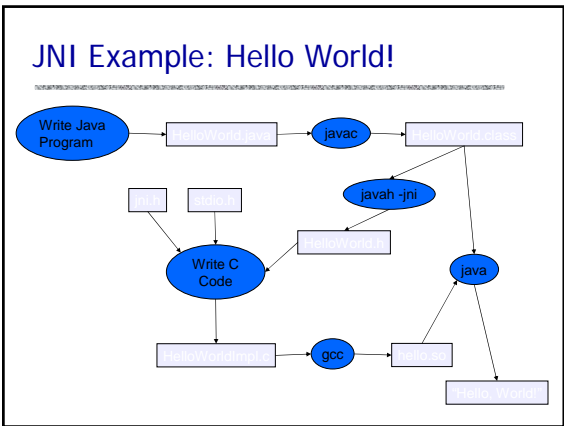 JNI Example: Hello World!
Write Java
Program
HelloWorld.java
javac
HelloWorld.class
javah -jni
jni.h
stdio.h
HelloWorld.h
Write C
Code
java
HelloWorldImpl.c
gcc
hello.so
"Hello, World!"